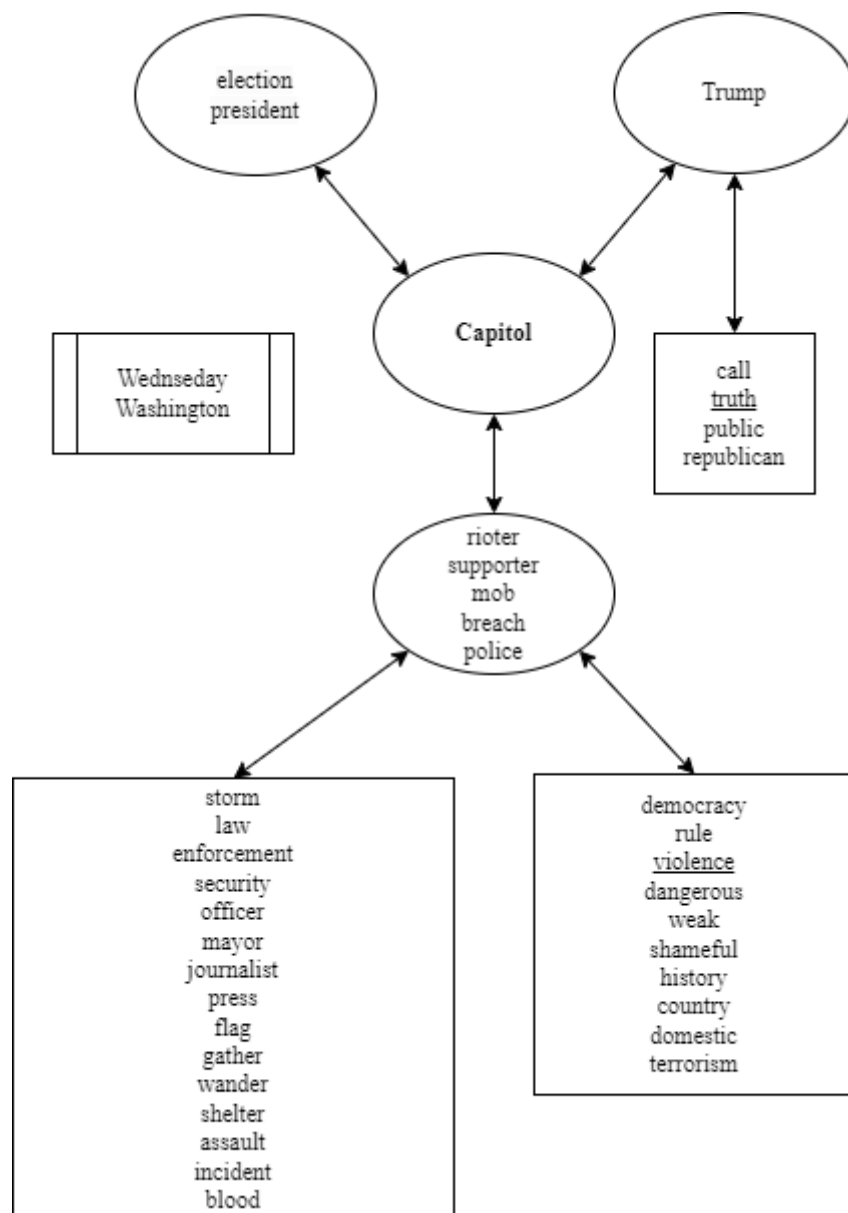 election
president
Trump
Capitol
Wednseday
Washington
call
truth
public
republican
rioter
supporter
mob
breach
police
storm
law
enforcement
security
officer
mayor
journalist
press
flag
gather
wander
shelter
assault
incident
blood
democracy
rule
violence
dangerous
weak
shameful
history
country
domestic
terrorism